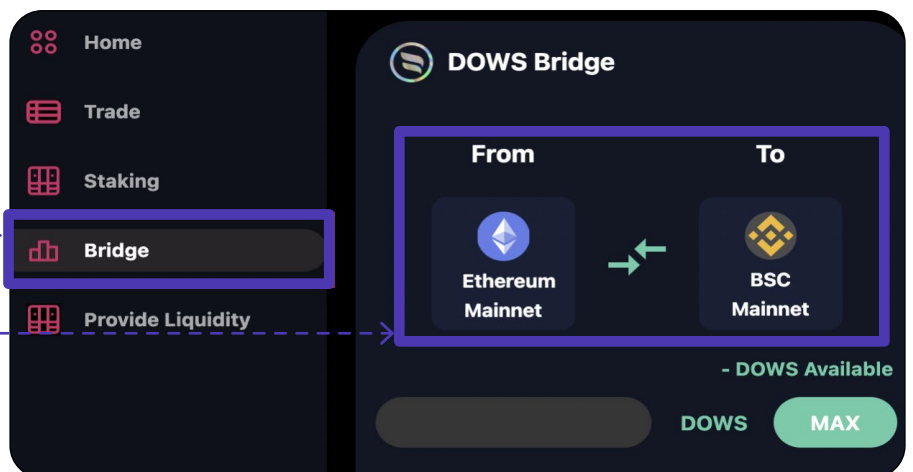 Home
Trade
Staking
Bridge
Provide Liquidity
DOWS Bridge
From
To
Ethereum
Mainnet
BSC
Mainnet
- DOWS Available
DOWS
MAX